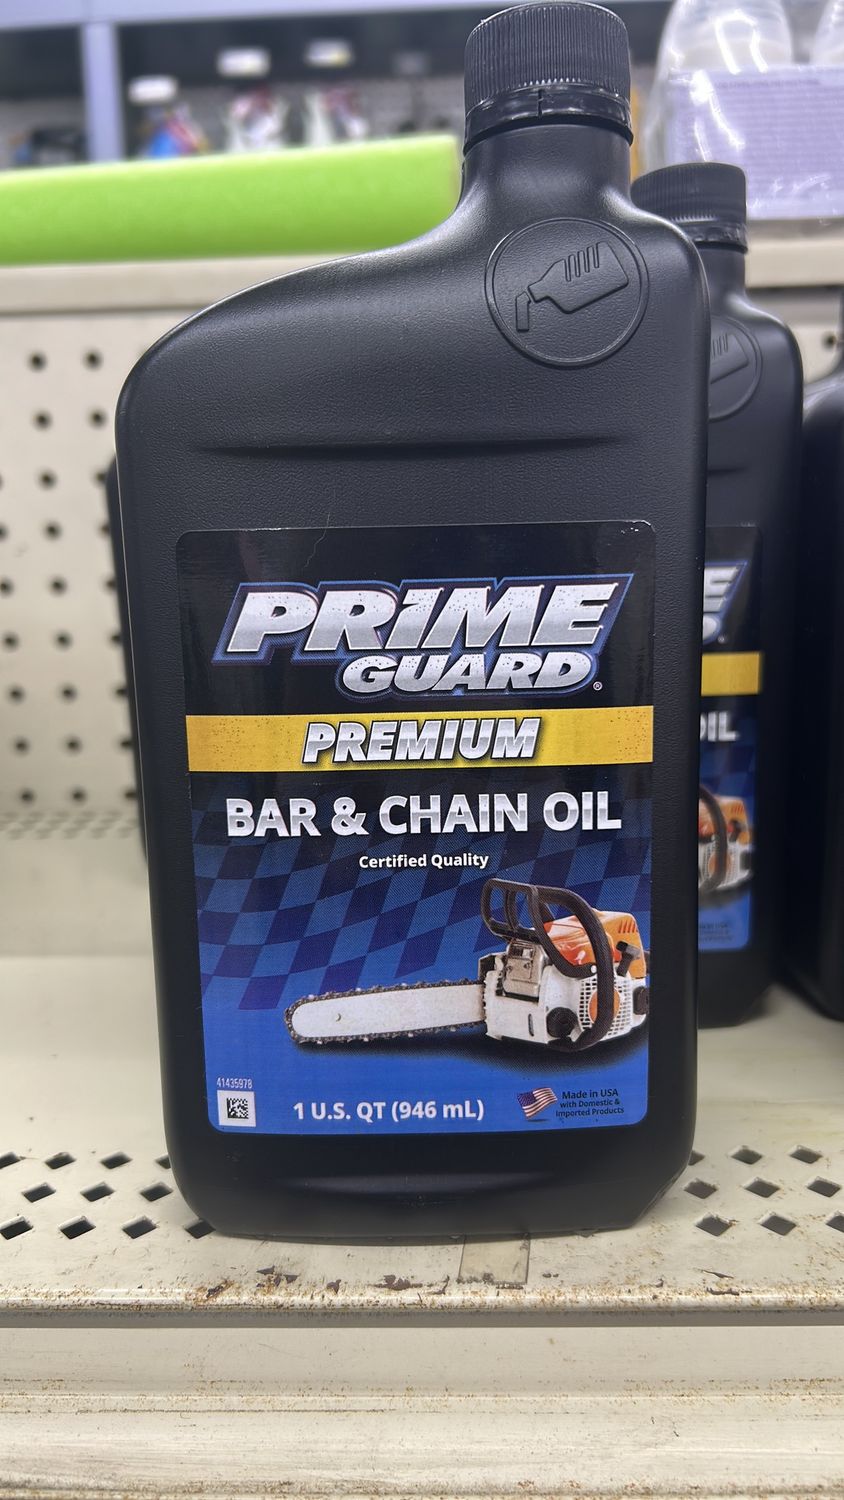 PRIME
GUARD®
PREMIUM
BAR & CHAIN OIL
Certified Quality
41435978
1 U.S. QT (946 mL)
Made in USA
with Domestic &
Imported Products
E
D.
OIL